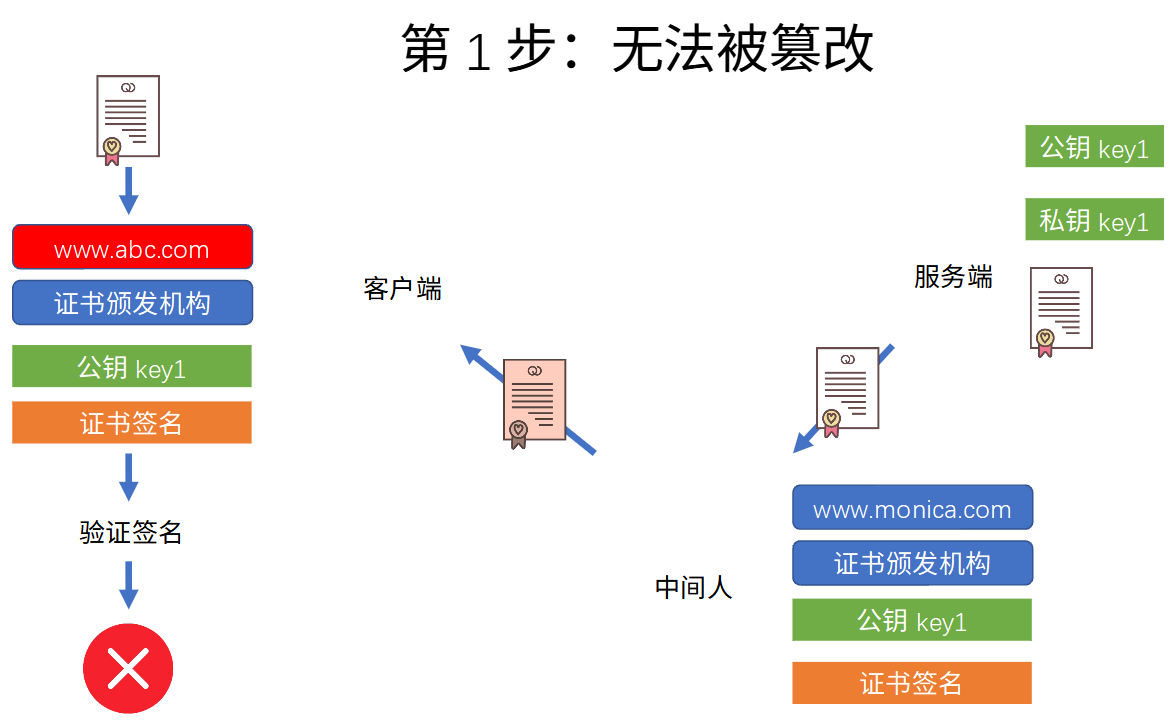 第 1 步：无法被篡改
公钥 key1
私钥 key1
www.abc.com
证书颁发机构
公钥 key1
证书签名
验证签名
客户端
服务端
中间人
www.monica.com
证书颁发机构
公钥 key1
证书签名